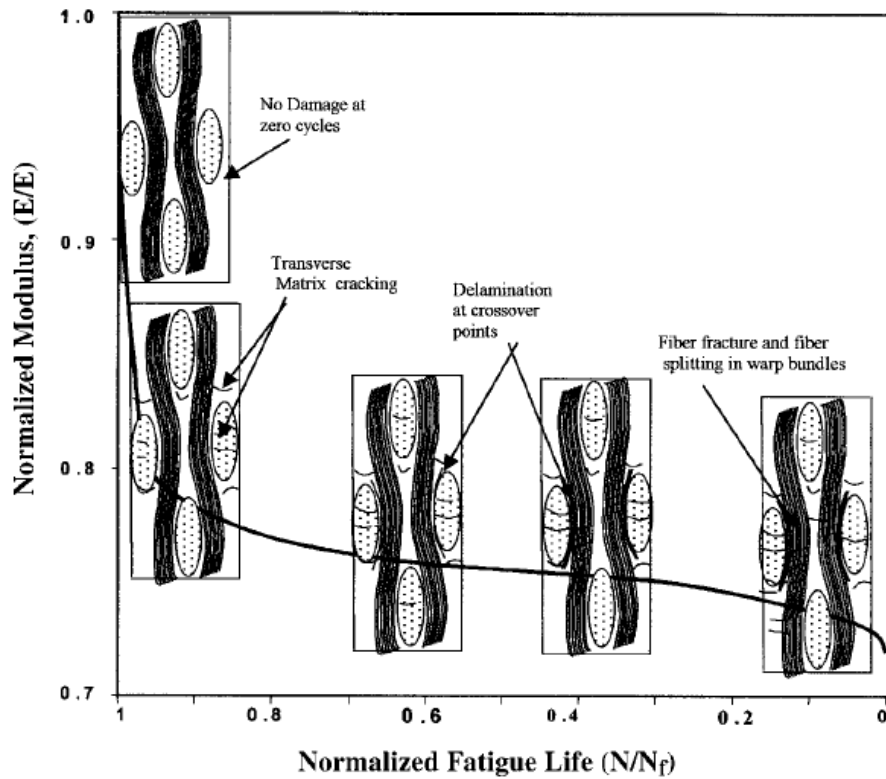 1.0
No Damage at
zero cycles
0.9
Transverse
Matrix cracking
Delamination
at crossover
points
Fiber fracture and fiber
splitting in warp bundles
0.8
0.7
Normalized Modulus, (E/E)
1
0.8
0.6
0.4
0.2
0
Normalized Fatigue Life (N/Nf)